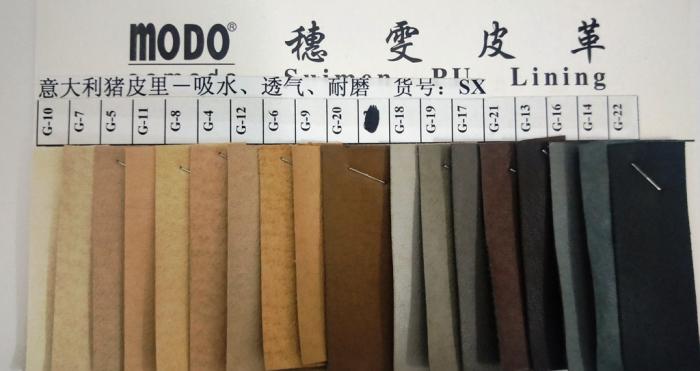 MODO® 穗雯皮革
Suimen PU Lining
意大利猪皮里－吸水、透气、耐磨 货号：SX
G-10 G-7 G-5 G-11 G-8 G-4 G-12 G-6 G-9 G-20 G-18 G-19 G-17 G-21 G-13 G-16 G-14 G-22